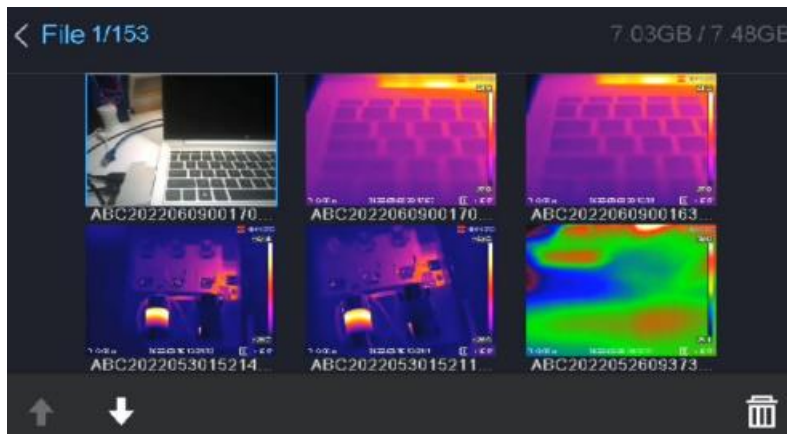 File 1/153
7.03GB / 7.48GB
ABC2022060900170...
ABC2022060900170...
ABC2022060900163...
ABC2022053015214...
ABC2022053015211...
ABC2022052609373...